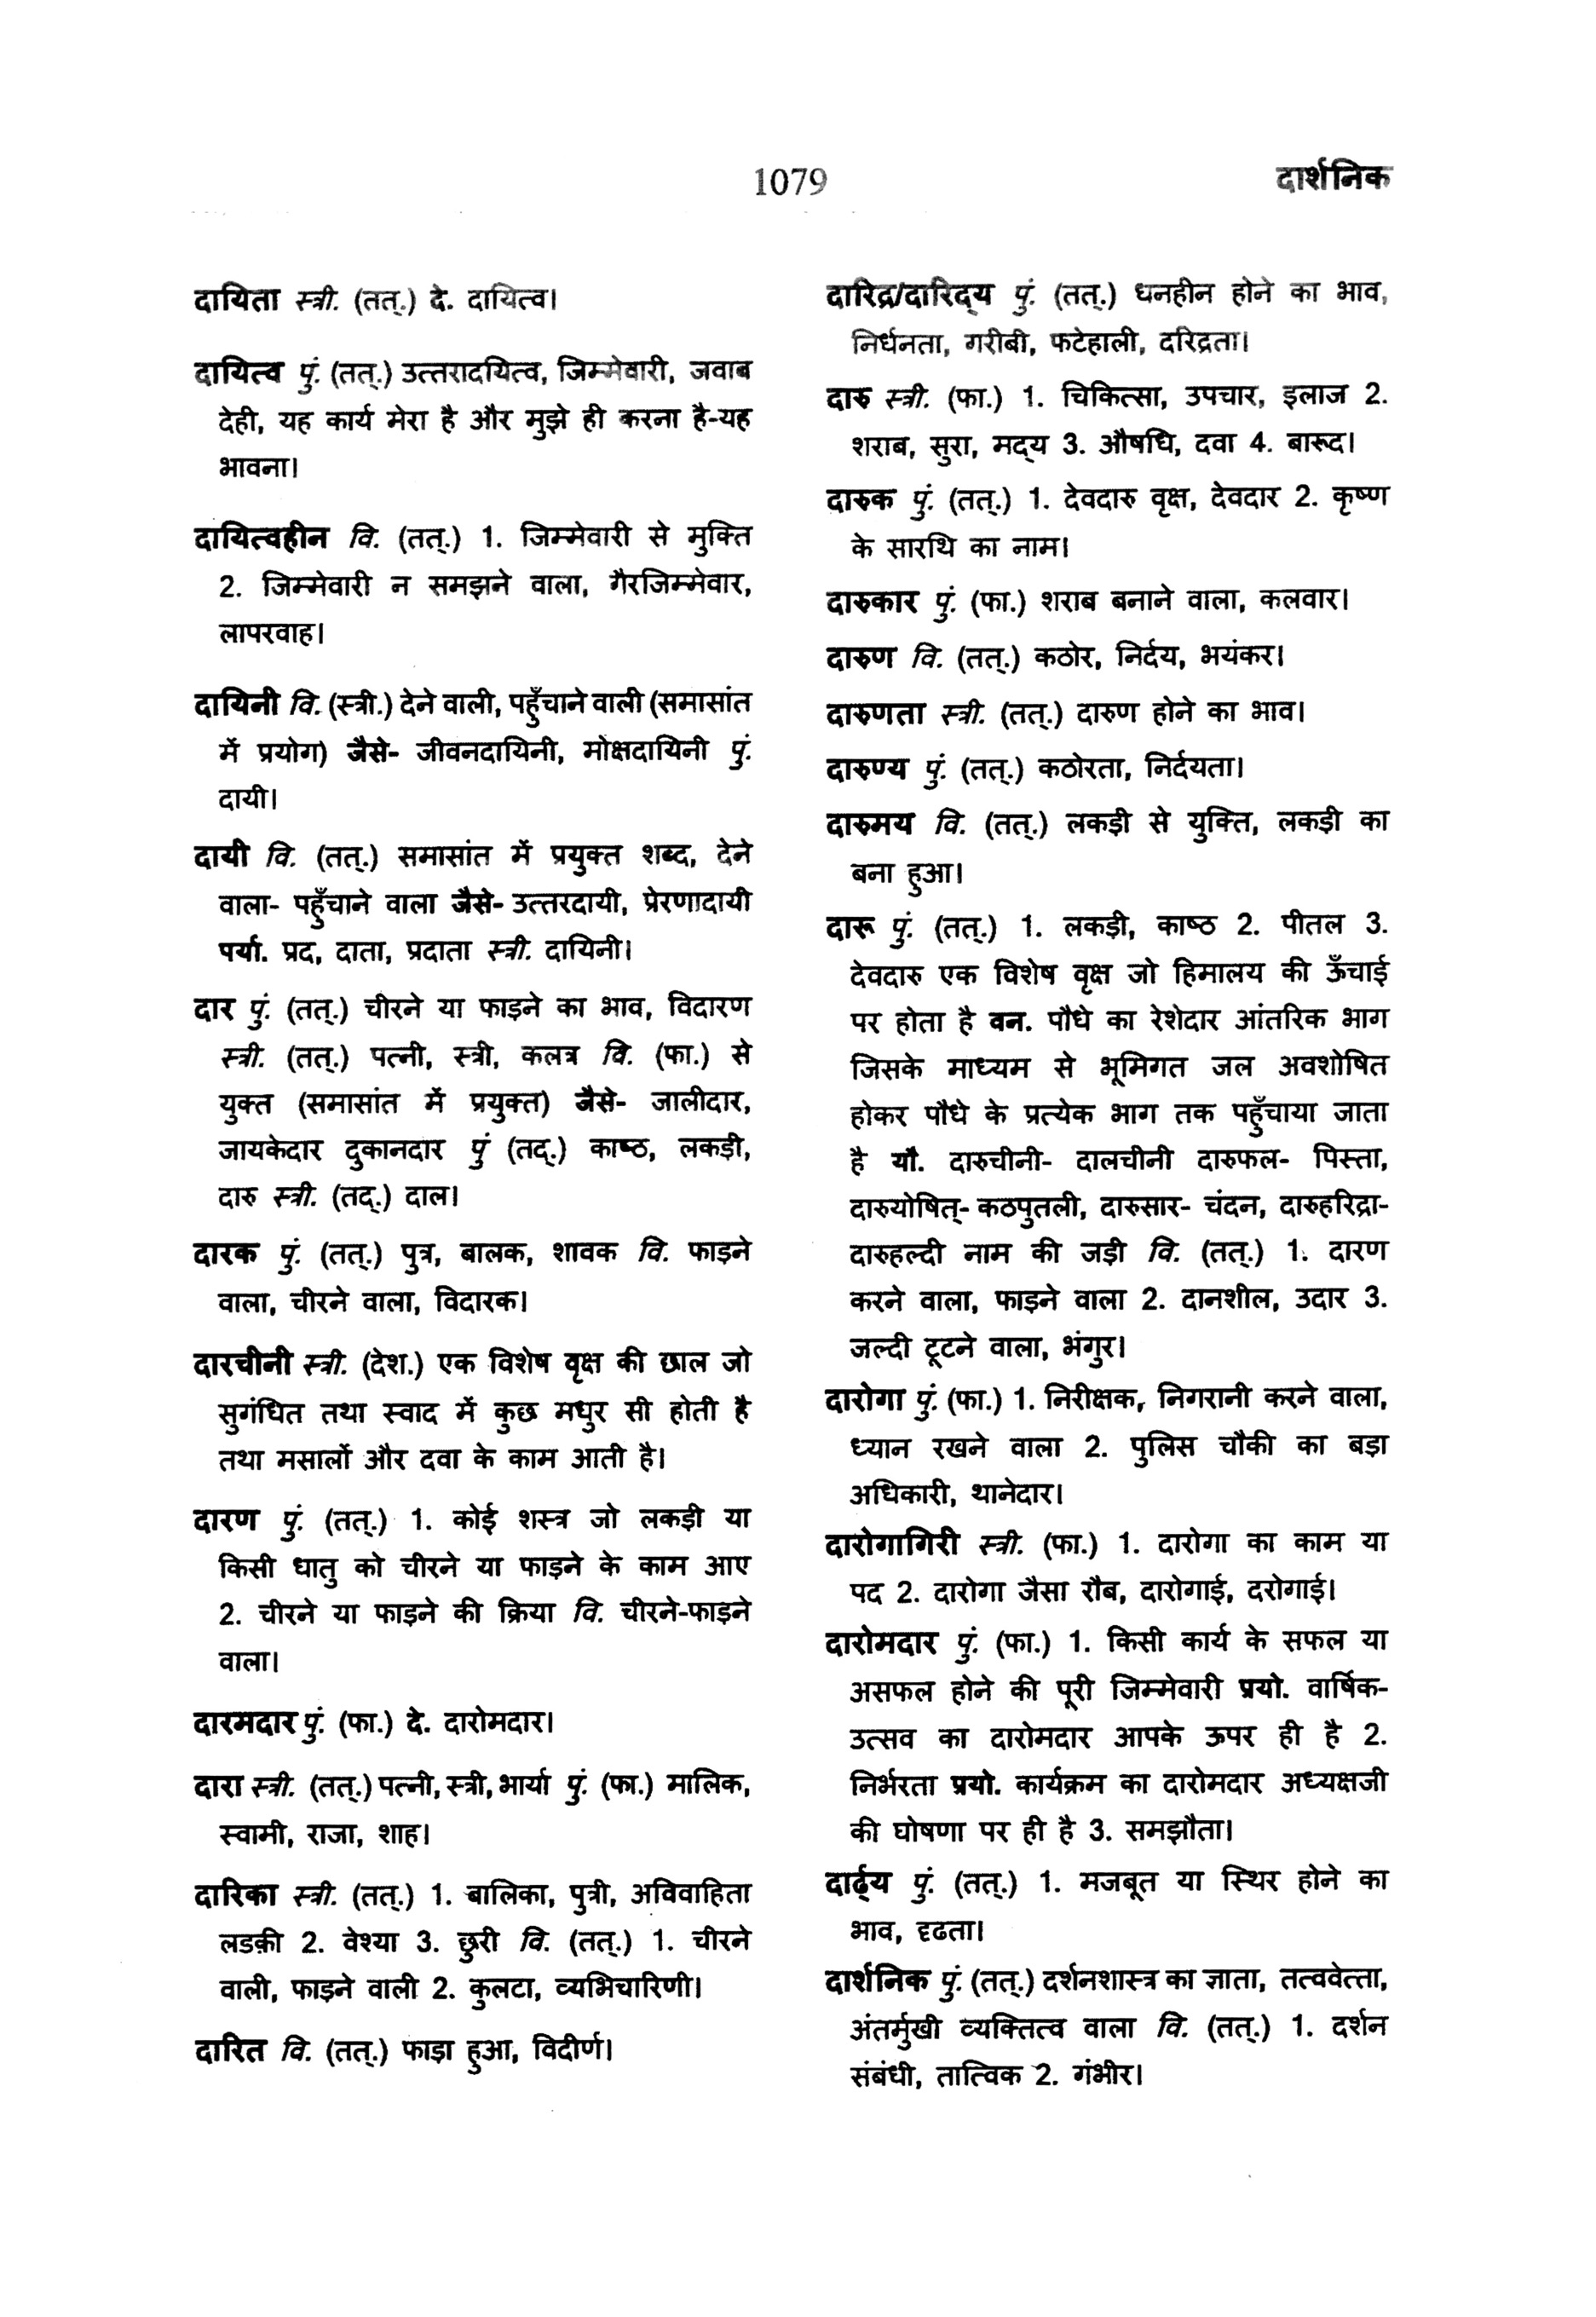 1079
दार्शनिक
दायिता स्त्री. (तत्.) दे. दायित्व।
दायित्व पुं. (तत्.) उत्तरादयित्व, जिम्मेवारी, जवाब
देही, यह कार्य मेरा है और मुझे ही करना है-यह
भावना।
दायित्वहीन वि. (तत्.) 1. जिम्मेवारी से मुक्ति
2. जिम्मेवारी न समझने वाला, गैरजिम्मेवार,
लापरवाह।
दायिनी वि. (स्त्री.) देने वाली, पहुँचाने वाली (समासांत
में प्रयोग) जैसे- जीवनदायिनी, मोक्षदायिनी पुं.
दायी।
दायी वि. (तत्.) समासांत में प्रयुक्त शब्द, देने
वाला- पहुँचाने वाला जैसे- उत्तरदायी, प्रेरणादायी
पर्या. प्रद, दाता, प्रदाता स्त्री. दायिनी।
दार पुं. (तत्.) चीरने या फाड़ने का भाव, विदारण
स्त्री. (तत्.) पत्नी, स्त्री, कलत्र वि. (फा.) से
युक्त (समासांत में प्रयुक्त) जैसे- जालीदार,
जायकेदार दुकानदार पुं (तद्.) काष्ठ, लकड़ी,
दारु स्त्री. (तद्.) दाल।
दारक पुं. (तत्.) पुत्र, बालक, शावक वि. फाड़ने
वाला, चीरने वाला, विदारक।
दारचीनी स्त्री. (देश.) एक विशेष वृक्ष की छाल जो
सुगंधित तथा स्वाद में कुछ मधुर सी होती है
तथा मसालों और दवा के काम आती है।
दारण पुं. (तत्.) 1. कोई शस्त्र जो लकड़ी या
किसी धातु को चीरने या फाड़ने के काम आए
2. चीरने या फाड़ने की क्रिया वि. चीरने-फाड़ने
वाला।
दारमदार पुं. (फा.) दे. दारोमदार।
दारा स्त्री. (तत्.) पत्नी, स्त्री, भार्या पुं. (फा.) मालिक,
स्वामी, राजा, शाह।
दारिका स्त्री. (तत्.) 1. बालिका, पुत्री, अविवाहिता
लडक़ी 2. वेश्या 3. छुरी वि. (तत्.) 1. चीरने
वाली, फाड़ने वाली 2. कुलटा, व्यभिचारिणी।
दारित वि. (तत्.) फाड़ा हुआ, विदीर्ण।
दारिद्र/दारिद्य पुं. (तत्.) धनहीन होने का भाव,
निर्धनता, गरीबी, फटेहाली, दरिद्रता।
दारु स्त्री. (फा.) 1. चिकित्सा, उपचार, इलाज 2.
शराब, सुरा, मद्य 3. औषधि, दवा 4. बारूद।
दारुक पुं. (तत्.) 1. देवदारु वृक्ष, देवदार 2. कृष्ण
के सारथि का नाम।
दारुकार पुं. (फा.) शराब बनाने वाला, कलवार।
दारुण वि. (तत्.) कठोर, निर्दय, भयंकर।
दारुणता स्त्री. (तत्.) दारुण होने का भाव।
दारुण्य पुं. (तत्.) कठोरता, निर्दयता।
दारुमय वि. (तत्.) लकड़ी से युक्ति, लकड़ी का
बना हुआ।
दारू पुं. (तत्.) 1. लकड़ी, काष्ठ 2. पीतल 3.
देवदारु एक विशेष वृक्ष जो हिमालय की ऊँचाई
पर होता है वन. पौधे का रेशेदार आंतरिक भाग
जिसके माध्यम से भूमिगत जल अवशोषित
होकर पौधे के प्रत्येक भाग तक पहुँचाया जाता
है यौ. दारुचीनी- दालचीनी दारुफल- पिस्ता,
दारुयोषित्- कठपुतली, दारुसार- चंदन, दारुहरिद्रा-
दारुहल्दी नाम की जड़ी वि. (तत्.) 1. दारण
करने वाला, फाड़ने वाला 2. दानशील, उदार 3.
जल्दी टूटने वाला, भंगुर।
दारोगा पुं. (फा.) 1. निरीक्षक, निगरानी करने वाला,
ध्यान रखने वाला 2. पुलिस चौकी का बड़ा
अधिकारी, थानेदार।
दारोगागिरी स्त्री. (फा.) 1. दारोगा का काम या
पद 2. दारोगा जैसा रौब, दारोगाई, दरोगाई।
दारोमदार पुं. (फा.) 1. किसी कार्य के सफल या
असफल होने की पूरी जिम्मेवारी प्रयो. वार्षिक-
उत्सव का दारोमदार आपके ऊपर ही है 2.
निर्भरता प्रयो. कार्यक्रम का दारोमदार अध्यक्षजी
की घोषणा पर ही है 3. समझौता।
दार्ढ्य पुं. (तत्.) 1. मजबूत या स्थिर होने का
भाव, दृढता।
दार्शनिक पुं. (तत्.) दर्शनशास्त्र का ज्ञाता, तत्ववेत्ता,
अंतर्मुखी व्यक्तित्व वाला वि. (तत्.) 1. दर्शन
संबंधी, तात्विक 2. गंभीर।